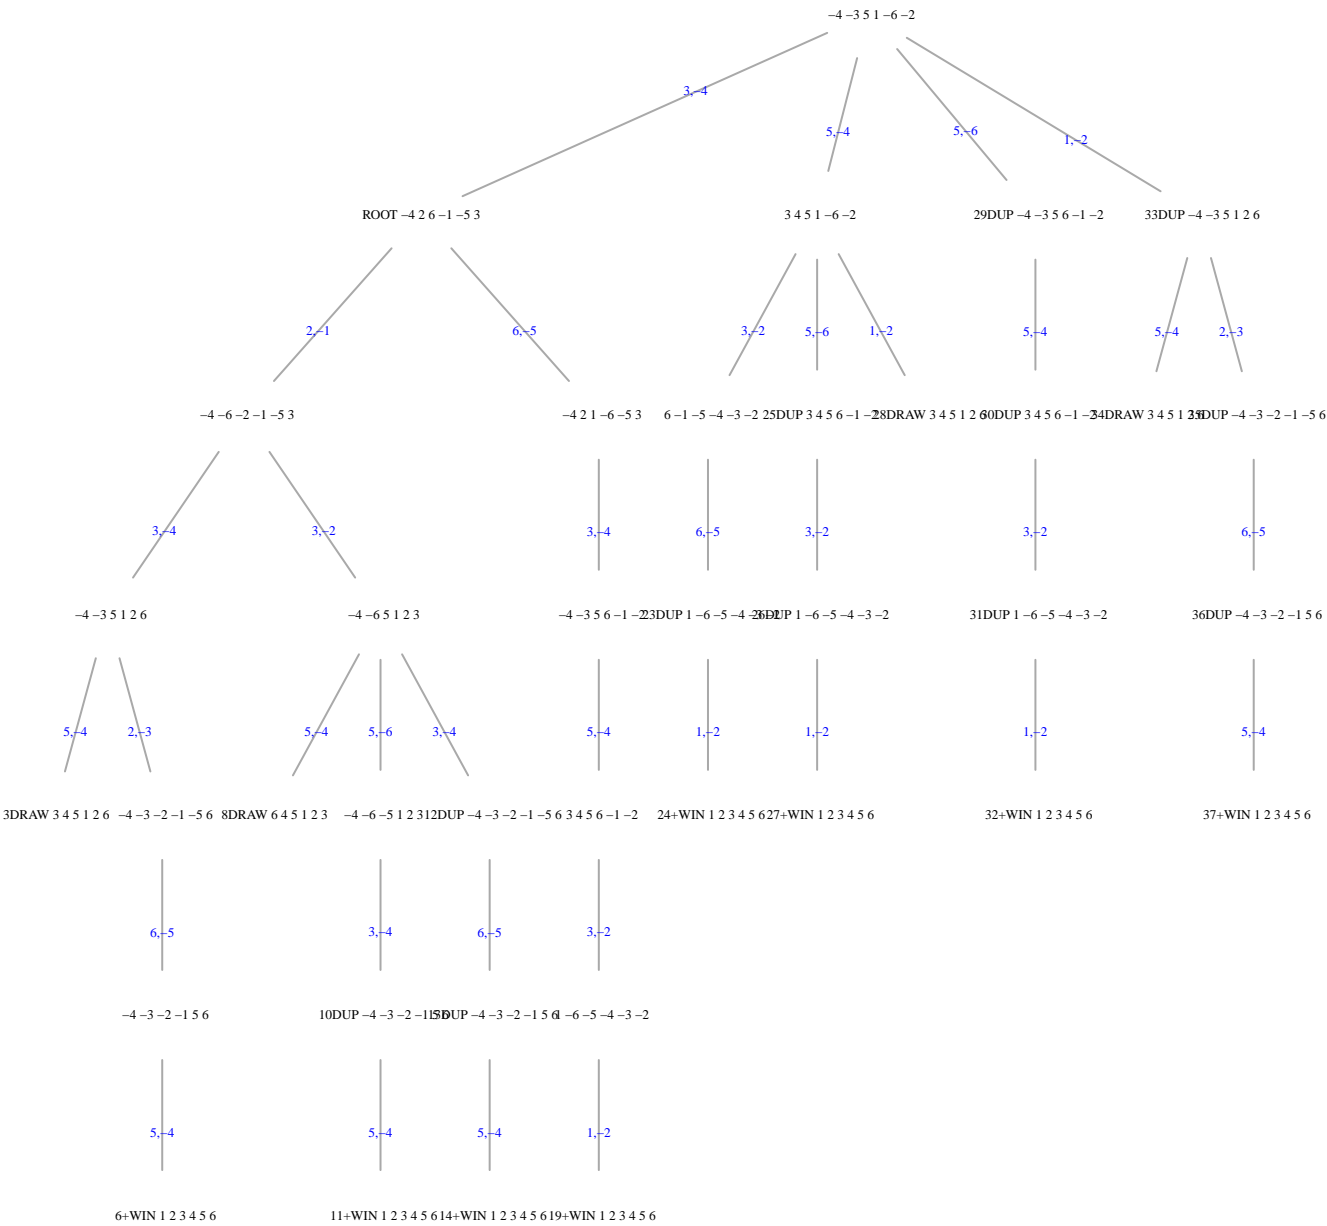 −4 −3 5 1 −6 −2
3,−4
5,−4
5,−6
1,−2
ROOT −4 2 6 −1 −5 3
3 4 5 1 −6 −2
29DUP −4 −3 5 6 −1 −2
33DUP −4 −3 5 1 2 6
2,−1
6,−5
3,−2
5,−6
1,−2
5,−4
5,−4
2,−3
−4 −6 −2 −1 −5 3
−4 2 1 −6 −5 3
6 −1 −5 −4 −3 −2
25DUP 3 4 5 6 −1 −2
28DRAW 3 4 5 1 2 6
30DUP 3 4 5 6 −1 −2
34DRAW 3 4 5 1 2 6
35DUP −4 −3 −2 −1 −5 6
3,−4
3,−2
3,−4
6,−5
3,−2
3,−2
6,−5
−4 −3 5 1 2 6
−4 −6 5 1 2 3
−4 −3 5 6 −1 −2
23DUP 1 −6 −5 −4 −3 −2
26DUP 1 −6 −5 −4 −3 −2
31DUP 1 −6 −5 −4 −3 −2
36DUP −4 −3 −2 −1 5 6
5,−4
2,−3
5,−4
5,−6
3,−4
5,−4
1,−2
1,−2
1,−2
5,−4
3DRAW 3 4 5 1 2 6
−4 −3 −2 −1 −5 6
8DRAW 6 4 5 1 2 3
−4 −6 −5 1 2 3
12DUP −4 −3 −2 −1 −5 6
3 4 5 6 −1 −2
24+WIN 1 2 3 4 5 6
27+WIN 1 2 3 4 5 6
32+WIN 1 2 3 4 5 6
37+WIN 1 2 3 4 5 6
6,−5
3,−4
6,−5
3,−2
−4 −3 −2 −1 5 6
10DUP −4 −3 −2 −1 5 6
13DUP −4 −3 −2 −1 5 6
1 −6 −5 −4 −3 −2
5,−4
5,−4
5,−4
1,−2
6+WIN 1 2 3 4 5 6
11+WIN 1 2 3 4 5 6
14+WIN 1 2 3 4 5 6
19+WIN 1 2 3 4 5 6